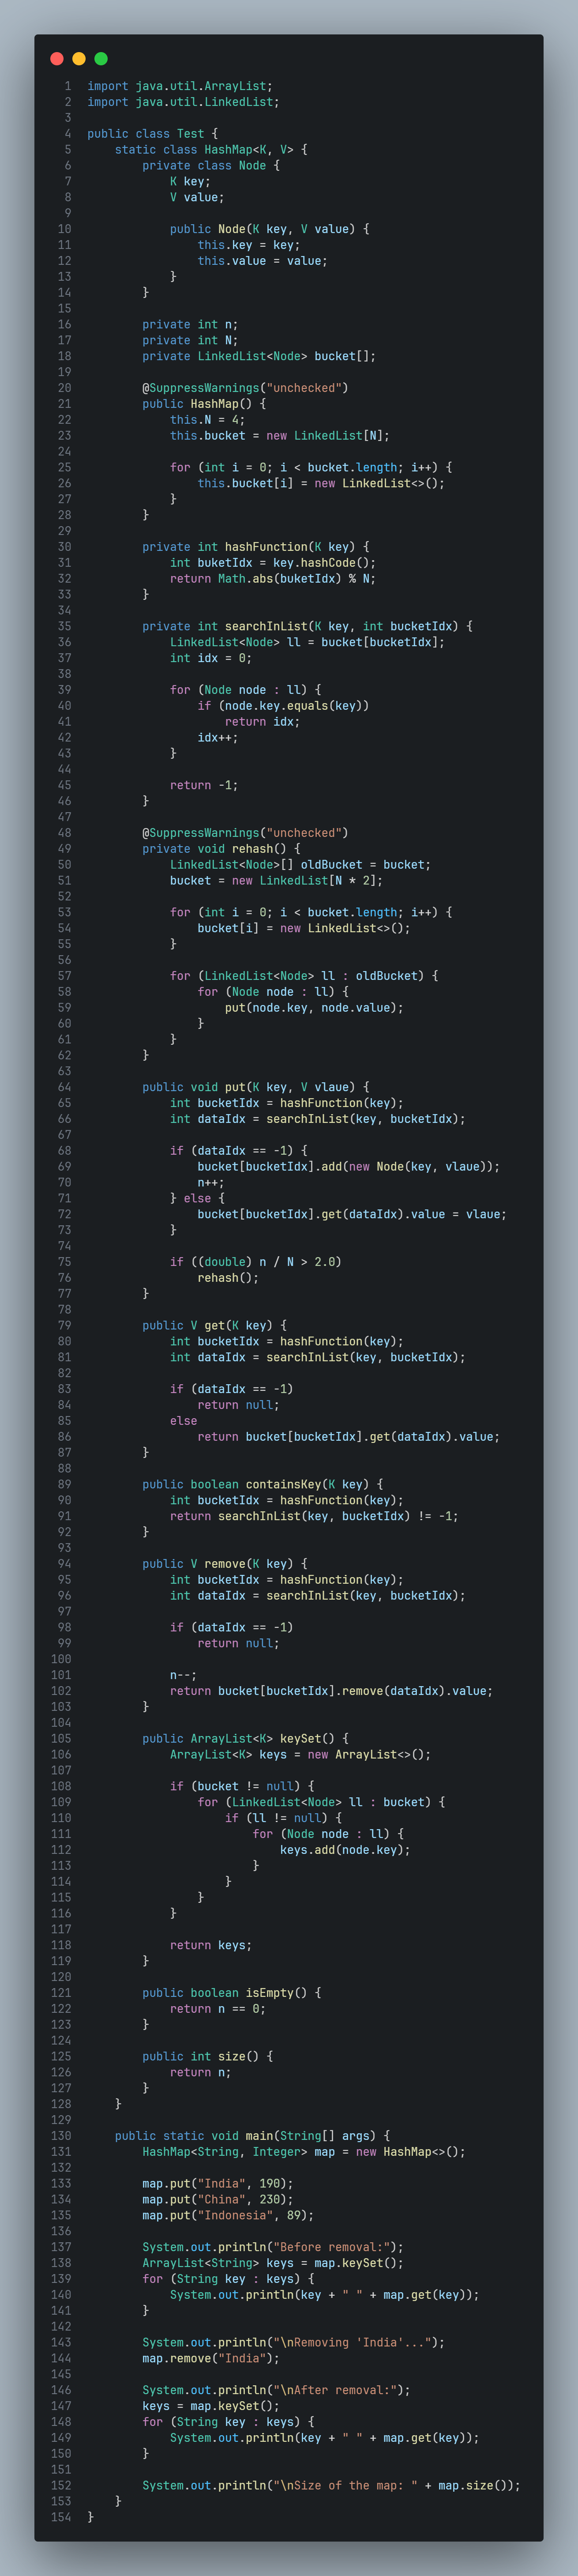 1 import java.util.ArrayList;
2 import java.util.LinkedList;
3
4 public class Test {
5     static class HashMap<K, V> {
6         private class Node {
7             K key;
8             V value;
9
10             public Node(K key, V value) {
11                 this.key = key;
12                 this.value = value;
13             }
14         }
15
16         private int n;
17         private int N;
18         private LinkedList<Node> bucket[];
19
20         @SuppressWarnings("unchecked")
21         public HashMap() {
22             this.N = 4;
23             this.bucket = new LinkedList[N];
24
25             for (int i = 0; i < bucket.length; i++) {
26                 this.bucket[i] = new LinkedList<>();
27             }
28         }
29
30         private int hashFunction(K key) {
31             int buketIdx = key.hashCode();
32             return Math.abs(buketIdx) % N;
33         }
34
35         private int searchInList(K key, int bucketIdx) {
36             LinkedList<Node> ll = bucket[bucketIdx];
37             int idx = 0;
38
39             for (Node node : ll) {
40                 if (node.key.equals(key))
41                     return idx;
42                 idx++;
43             }
44
45             return -1;
46         }
47
48         @SuppressWarnings("unchecked")
49         private void rehash() {
50             LinkedList<Node>[] oldBucket = bucket;
51             bucket = new LinkedList[N * 2];
52
53             for (int i = 0; i < bucket.length; i++) {
54                 bucket[i] = new LinkedList<>();
55             }
56
57             for (LinkedList<Node> ll : oldBucket) {
58                 for (Node node : ll) {
59                     put(node.key, node.value);
60                 }
61             }
62         }
63
64         public void put(K key, V vlaue) {
65             int bucketIdx = hashFunction(key);
66             int dataIdx = searchInList(key, bucketIdx);
67
68             if (dataIdx == -1) {
69                 bucket[bucketIdx].add(new Node(key, vlaue));
70                 n++;
71             } else {
72                 bucket[bucketIdx].get(dataIdx).value = vlaue;
73             }
74
75             if ((double) n / N > 2.0)
76                 rehash();
77         }
78
79         public V get(K key) {
80             int bucketIdx = hashFunction(key);
81             int dataIdx = searchInList(key, bucketIdx);
82
83             if (dataIdx == -1)
84                 return null;
85             else
86                 return bucket[bucketIdx].get(dataIdx).value;
87         }
88
89         public boolean containsKey(K key) {
90             int bucketIdx = hashFunction(key);
91             return searchInList(key, bucketIdx) != -1;
92         }
93
94         public V remove(K key) {
95             int bucketIdx = hashFunction(key);
96             int dataIdx = searchInList(key, bucketIdx);
97
98             if (dataIdx == -1)
99                 return null;
100
101             n--;
102             return bucket[bucketIdx].remove(dataIdx).value;
103         }
104
105         public ArrayList<K> keySet() {
106             ArrayList<K> keys = new ArrayList<>();
107
108             if (bucket != null) {
109                 for (LinkedList<Node> ll : bucket) {
110                     if (ll != null) {
111                         for (Node node : ll) {
112                             keys.add(node.key);
113                         }
114                     }
115                 }
116             }
117
118             return keys;
119         }
120
121         public boolean isEmpty() {
122             return n == 0;
123         }
124
125         public int size() {
126             return n;
127         }
128     }
129
130     public static void main(String[] args) {
131         HashMap<String, Integer> map = new HashMap<>();
132
133         map.put("India", 190);
134         map.put("China", 230);
135         map.put("Indonesia", 89);
136
137         System.out.println("Before removal:");
138         ArrayList<String> keys = map.keySet();
139         for (String key : keys) {
140             System.out.println(key + " " + map.get(key));
141         }
142
143         System.out.println("\nRemoving 'India'...");
144         map.remove("India");
145
146         System.out.println("\nAfter removal:");
147         keys = map.keySet();
148         for (String key : keys) {
149             System.out.println(key + " " + map.get(key));
150         }
151
152         System.out.println("\nSize of the map: " + map.size());
153     }
154 }